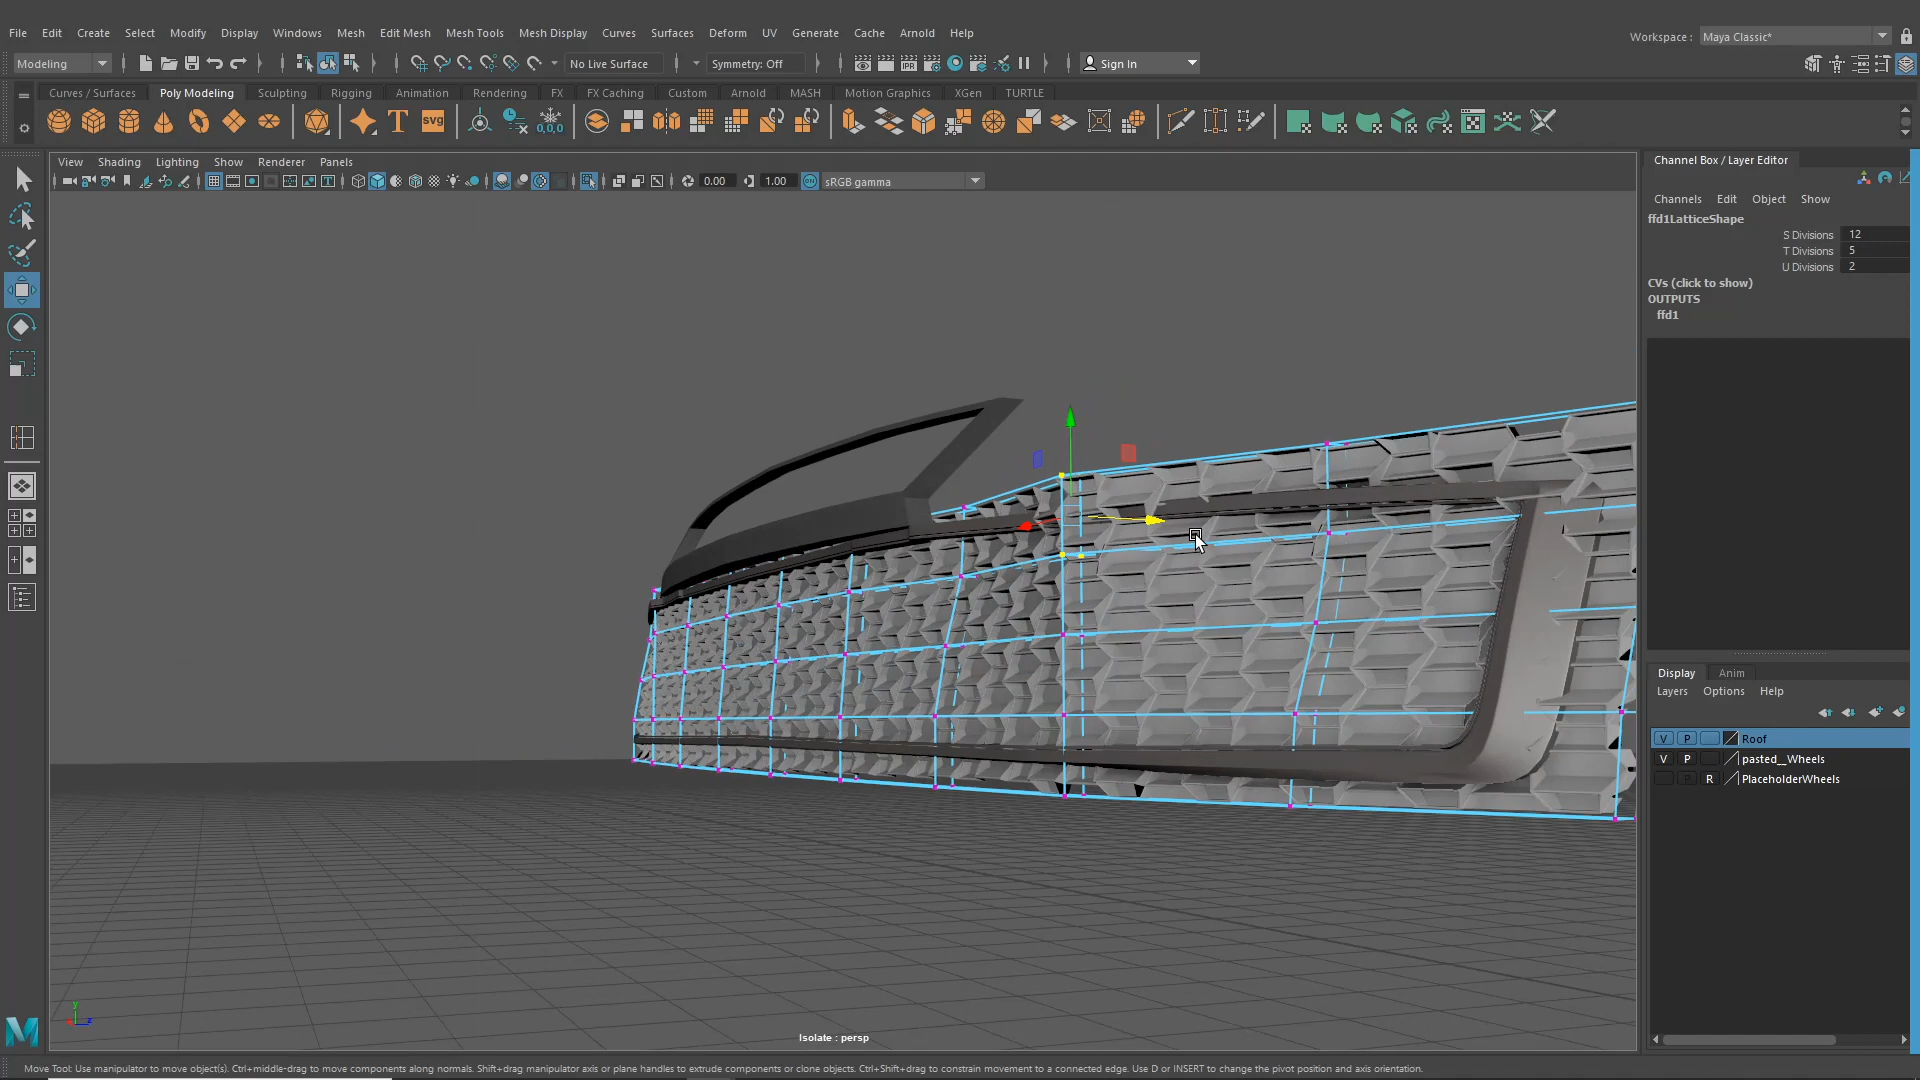 File Edit Create Select Modify Display Windows Mesh Edit Mesh Mesh Tools Mesh Display Curves Surfaces Deform UV Generate Cache Arnold Help
Workspace : Maya Classic*
Modeling No Live Surface Symmetry: Off Sign In
Curves / Surfaces Poly Modeling Sculpting Rigging Animation Rendering FX FX Caching Custom Arnold MASH Motion Graphics XGen TURTLE
SVG 0,0,0
View Shading Lighting Show Renderer Panels
0.00 1.00 ON sRGB gamma
Channel Box / Layer Editor
Channels Edit Object Show
ffd1LatticeShape
S Divisions 12
T Divisions 5
U Divisions 2
CVs (click to show)
OUTPUTS
ffd1
Display Anim
Layers Options Help
V P Roof
V P pasted__Wheels
P R PlaceholderWheels
y
z
Isolate : persp
M
Move Tool: Use manipulator to move object(s). Ctrl+middle-drag to move components along normals. Shift+drag manipulator axis or plane handles to extrude components or clone objects. Ctrl+Shift+drag to constrain movement to a connected edge. Use D or INSERT to change the pivot position and axis orientation.